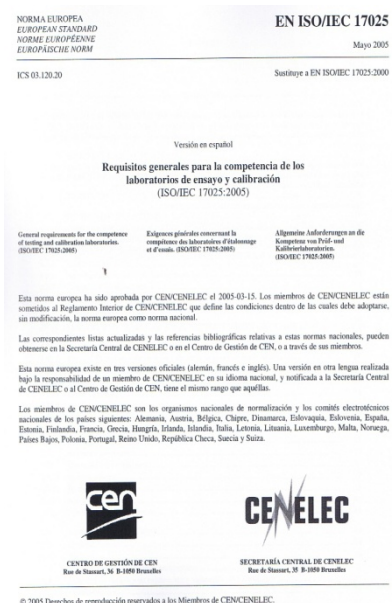 NORMA EUROPEA
EUROPEAN STANDARD
NORME EUROPÉENNE
EUROPÄISCHE NORM
EN ISO/IEC 17025
Mayo 2005
ICS 03.120.20
Sustituye a EN ISO/IEC 17025:2000
Versión en español
Requisitos generales para la competencia de los
laboratorios de ensayo y calibración
(ISO/IEC 17025:2005)
General requirements for the competence
of testing and calibration laboratories.
(ISO/IEC 17025:2005)
Exigences générales concernant la
compétence des laboratoires d'étalonnage
et d'essais. (ISO/IEC 17025:2005)
Allgemeine Anforderungen an die
Kompetenz von Prüf- und
Kalibrierlaboratorien.
(ISO/IEC 17025:2005)
Esta norma europea ha sido aprobada por CEN/CENELEC el 2005-03-15. Los miembros de CEN/CENELEC están
sometidos al Reglamento Interior de CEN/CENELEC que define las condiciones dentro de las cuales debe adoptarse,
sin modificación, la norma europea como norma nacional.
Las correspondientes listas actualizadas y las referencias bibliográficas relativas a estas normas nacionales, pueden
obtenerse en la Secretaría Central de CENELEC o en el Centro de Gestión de CEN, o a través de sus miembros.
Esta norma europea existe en tres versiones oficiales (alemán, francés e inglés). Una versión en otra lengua realizada
bajo la responsabilidad de un miembro de CEN/CENELEC en su idioma nacional, y notificada a la Secretaría Central
de CENELEC o al Centro de Gestión de CEN, tiene el mismo rango que aquéllas.
Los miembros de CEN/CENELEC son los organismos nacionales de normalización y los comités electrotécnicos
nacionales de los países siguientes: Alemania, Austria, Bélgica, Chipre, Dinamarca, Eslovaquia, Eslovenia, España,
Estonia, Finlandia, Francia, Grecia, Hungría, Irlanda, Islandia, Italia, Letonia, Lituania, Luxemburgo, Malta, Noruega,
Países Bajos, Polonia, Portugal, Reino Unido, República Checa, Suecia y Suiza.
cen
CENELEC
CENTRO DE GESTIÓN DE CEN
Rue de Stassart, 36 B-1050 Bruxelles
SECRETARÍA CENTRAL DE CENELEC
Rue de Stassart, 35 B-1050 Bruxelles
© 2005 Derechos de reproducción reservados a los Miembros de CEN/CENELEC.